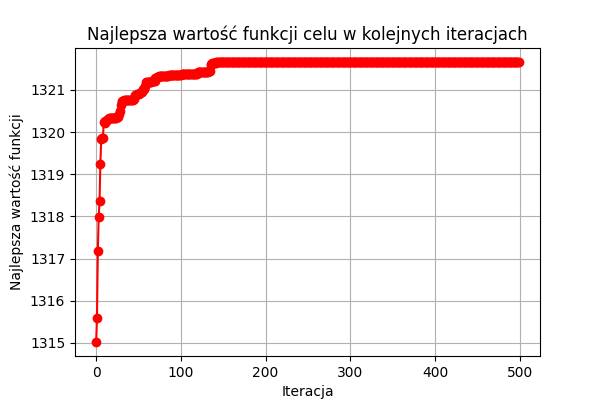 Najlepsza wartość funkcji celu w kolejnych iteracjach
Najlepsza wartość funkcji
1321
1320
1319
1318
1317
1316
1315
0 100 200 300 400 500
Iteracja